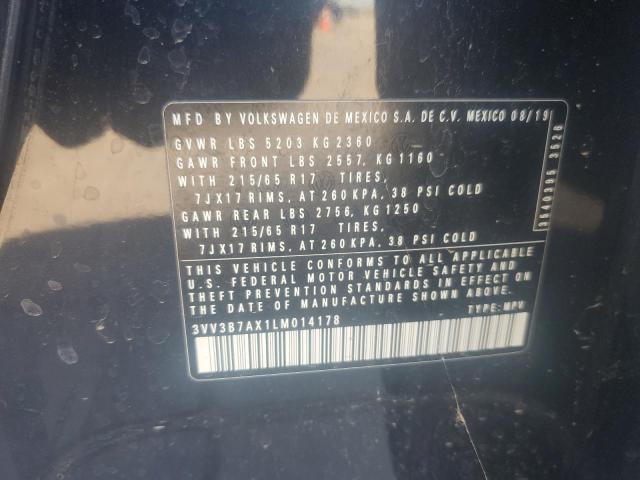 MFD BY VOLKSWAGEN DE MEXICO S.A. DE C.V. MEXICO 08/19
GVWR LBS 5203 KG 2360
GAWR FRONT LBS 2557, KG 1160
WITH 215/65 R17 TIRES,
7JX17 RIMS, AT 260 KPA, 38 PSI COLD
GAWR REAR LBS 2756, KG 1250
WITH 215/65 R17 TIRES,
7JX17 RIMS, AT 260 KPA, 38 PSI COLD
THIS VEHICLE CONFORMS TO ALL APPLICABLE
U.S. FEDERAL MOTOR VEHICLE SAFETY AND
THEFT PREVENTION STANDARDS IN EFFECT ON
THE DATE OF MANUFACTURE SHOWN ABOVE
3VV3B7AX1LM014178 TYPE: MPV
3540395 3526